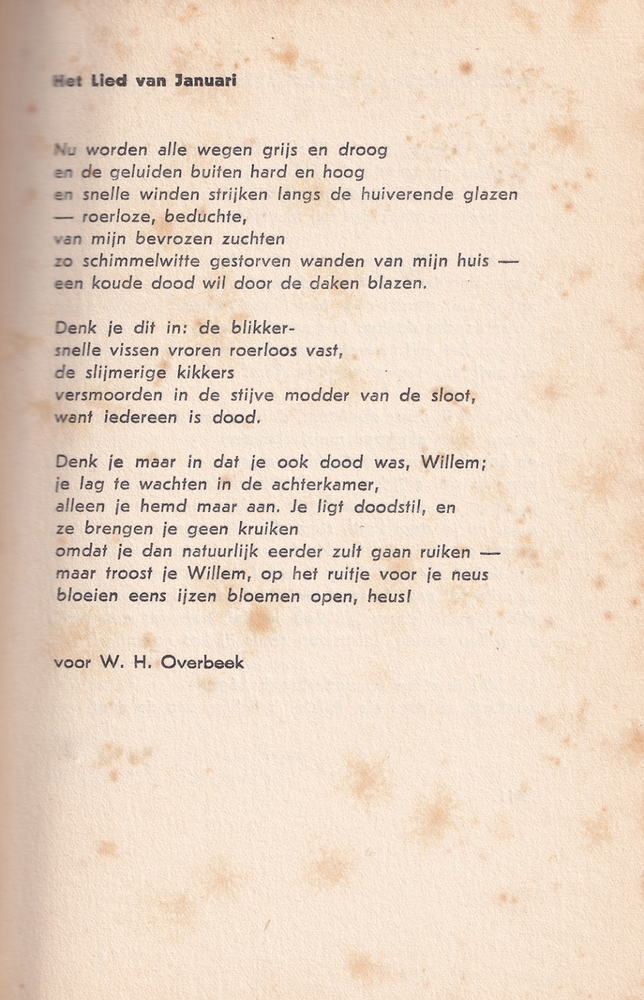 Het Lied van Januari
Nu worden alle wegen grijs en droog
en de geluiden buiten hard en hoog
en snelle winden strijken langs de huiverende glazen
— roerloze, beduchte,
van mijn bevrozen zuchten
zo schimmelwitte gestorven wanden van mijn huis —
een koude dood wil door de daken blazen.
Denk je dit in: de blikker-
snelle vissen vroren roerloos vast,
de slijmerige kikkers
versmoorden in de stijve modder van de sloot,
want iedereen is dood.
Denk je maar in dat je ook dood was, Willem;
je lag te wachten in de achterkamer,
alleen je hemd maar aan. Je ligt doodstil, en
ze brengen je geen kruiken
omdat je dan natuurlijk eerder zult gaan ruiken —
maar troost je Willem, op het ruitje voor je neus
bloeien eens ijzen bloemen open, heus!
voor W. H. Overbeek